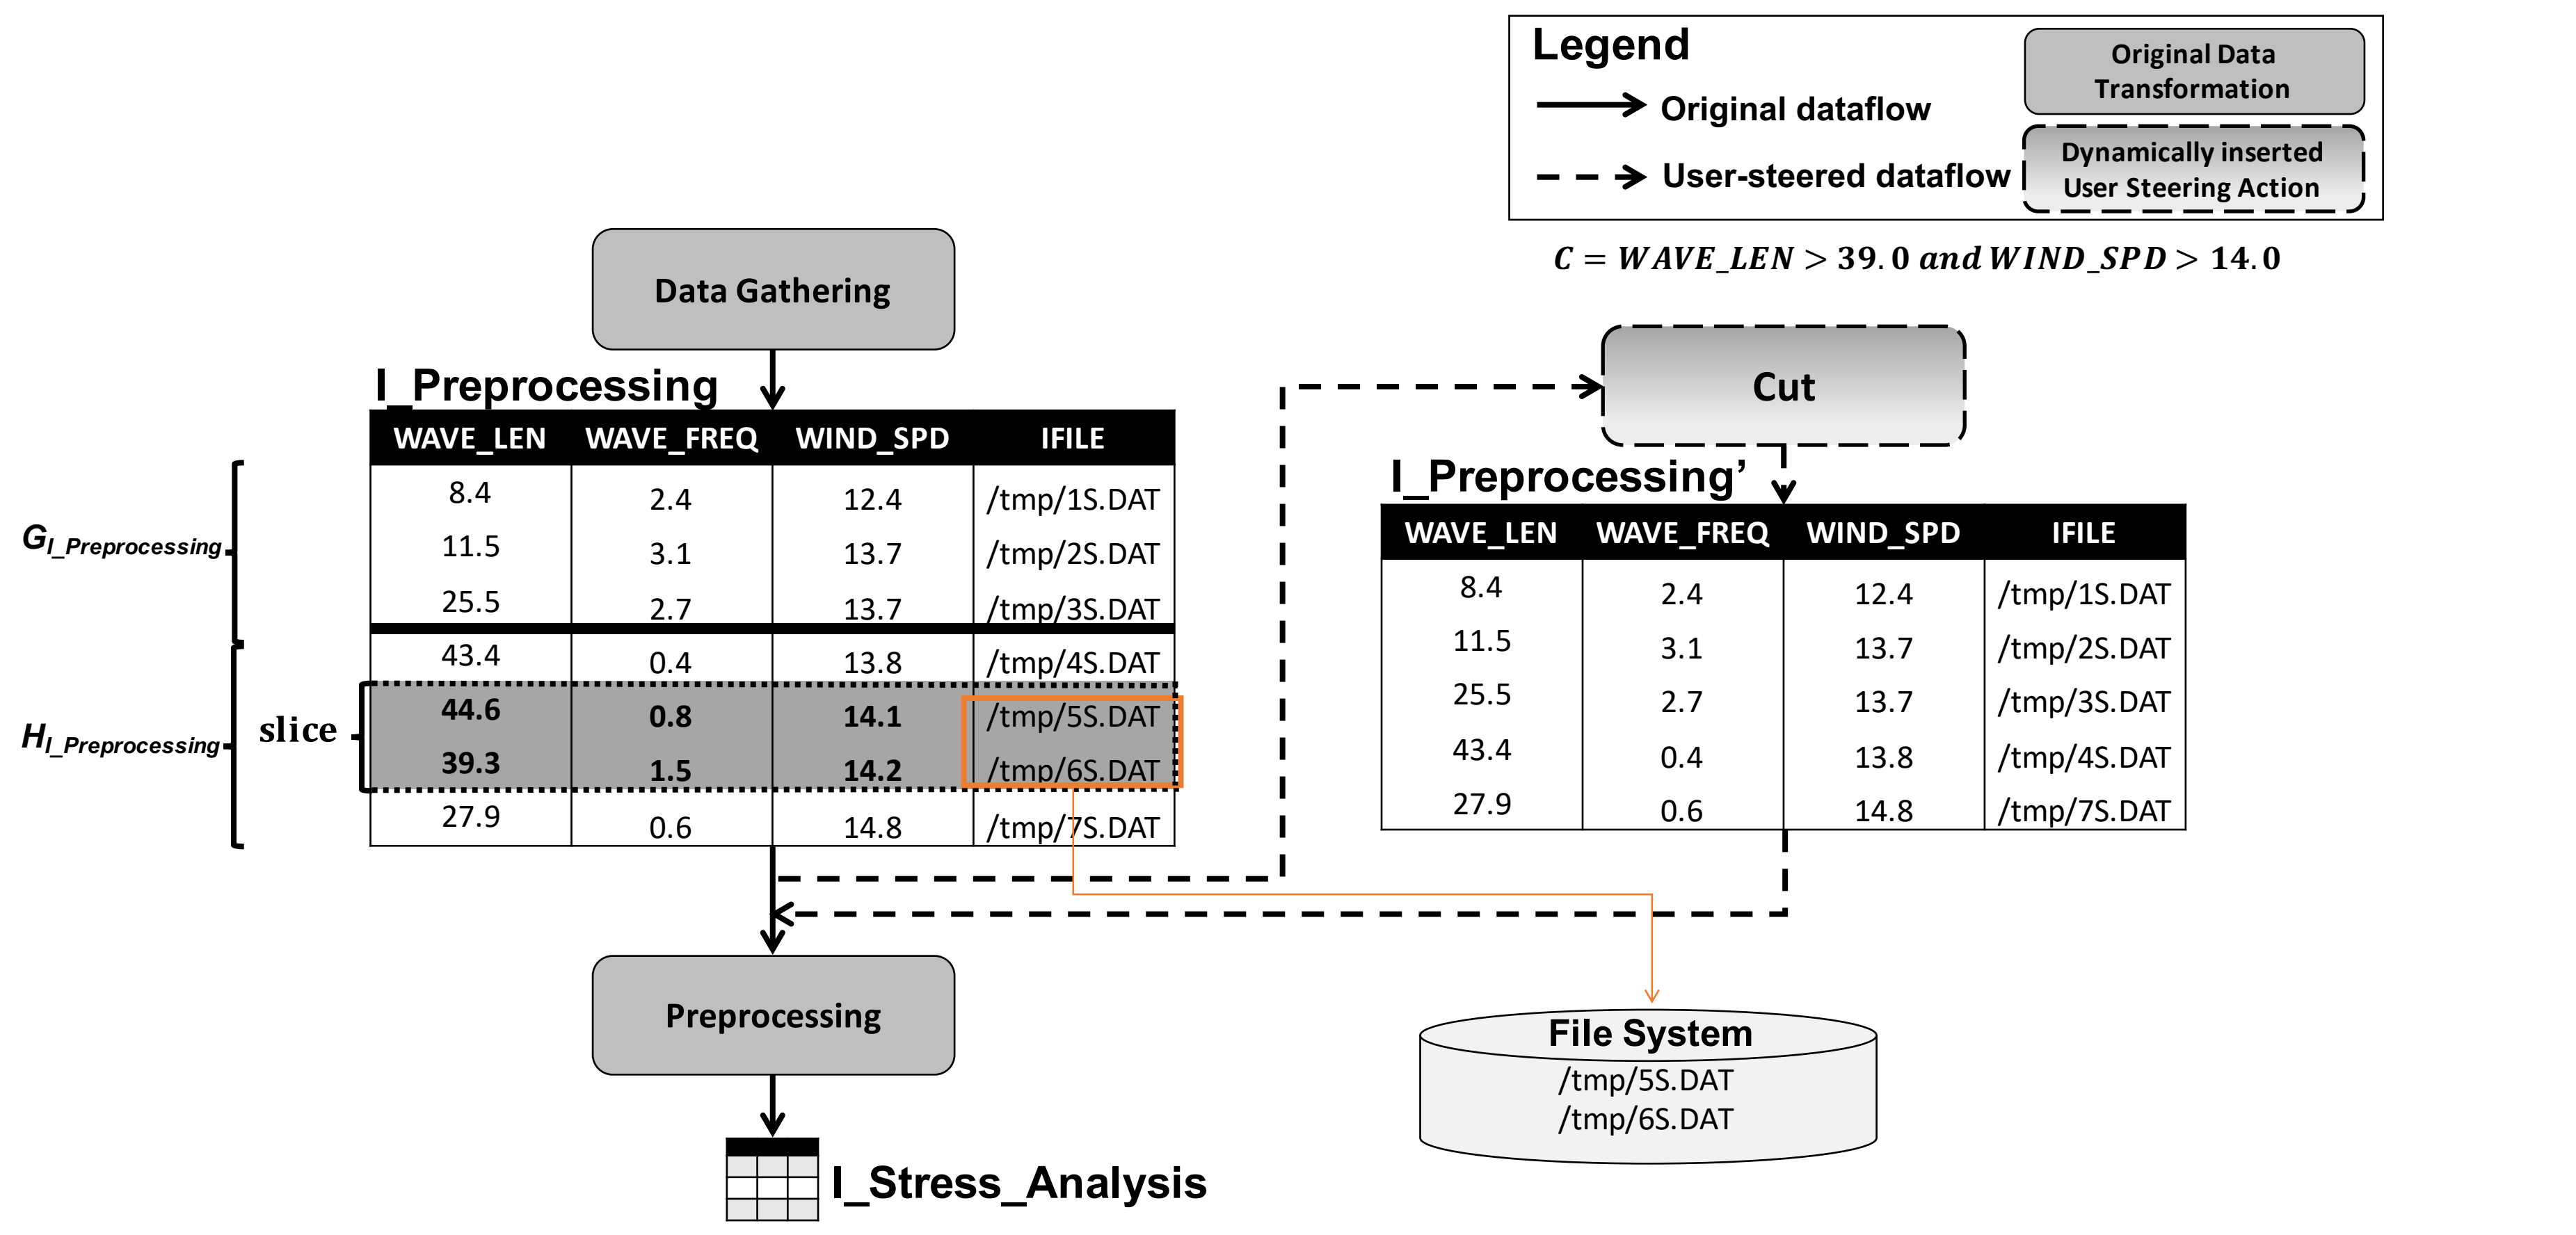 Legend
Original dataflow
User-steered dataflow
Original Data
Transformation
Dynamically inserted
User Steering Action
C = WAVE_LEN > 39.0 and WIND_SPD > 14.0
Data Gathering
I_Preprocessing
WAVE_LEN WAVE_FREQ WIND_SPD IFILE
8.4 2.4 12.4 /tmp/1S.DAT
11.5 3.1 13.7 /tmp/2S.DAT
25.5 2.7 13.7 /tmp/3S.DAT
43.4 0.4 13.8 /tmp/4S.DAT
44.6 0.8 14.1 /tmp/5S.DAT
39.3 1.5 14.2 /tmp/6S.DAT
27.9 0.6 14.8 /tmp/7S.DAT
GI_Preprocessing
HI_Preprocessing
slice
Cut
I_Preprocessing’
WAVE_LEN WAVE_FREQ WIND_SPD IFILE
8.4 2.4 12.4 /tmp/1S.DAT
11.5 3.1 13.7 /tmp/2S.DAT
25.5 2.7 13.7 /tmp/3S.DAT
43.4 0.4 13.8 /tmp/4S.DAT
27.9 0.6 14.8 /tmp/7S.DAT
Preprocessing
File System
/tmp/5S.DAT
/tmp/6S.DAT
I_Stress_Analysis